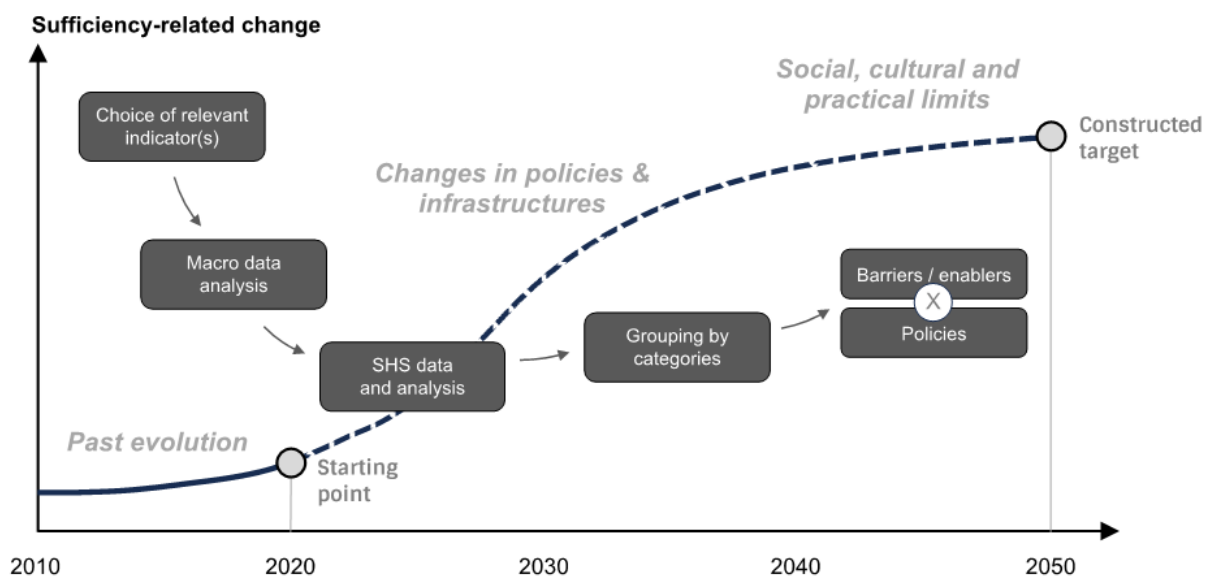 Sufficiency-related change
Social, cultural and
practical limits
Choice of relevant
indicator(s)
Constructed
target
Changes in policies &
infrastructures
Macro data
analysis
Barriers / enablers
X
Policies
Grouping by
categories
SHS data
and analysis
Past evolution
Starting
point
2010
2020
2030
2040
2050